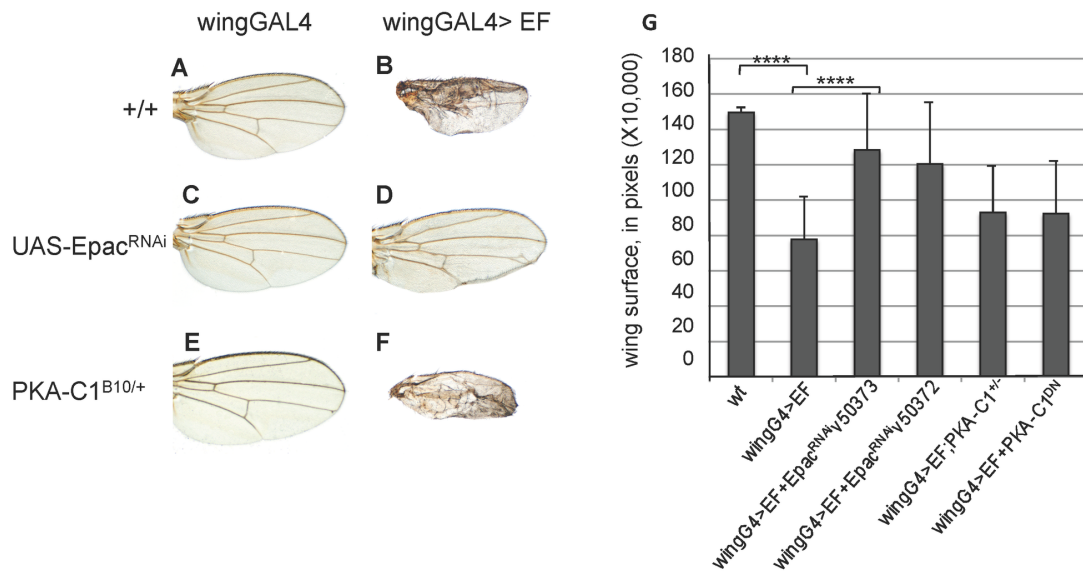 wingGAL4
wingGAL4> EF
A
B
+/+
C
D
UAS-Epac^RNAi
E
F
PKA-C1^B10/+
G
180
160
140
120
100
80
60
40
20
0
wing surface, in pixels (X10,000)
****
****
wt
wingG4>EF
wingG4>EF+Epac^RNAi v50373
wingG4>EF+Epac^RNAi v50372
wingG4>EF;PKA-C1^+/-
wingG4>EF+PKA-C1^DN